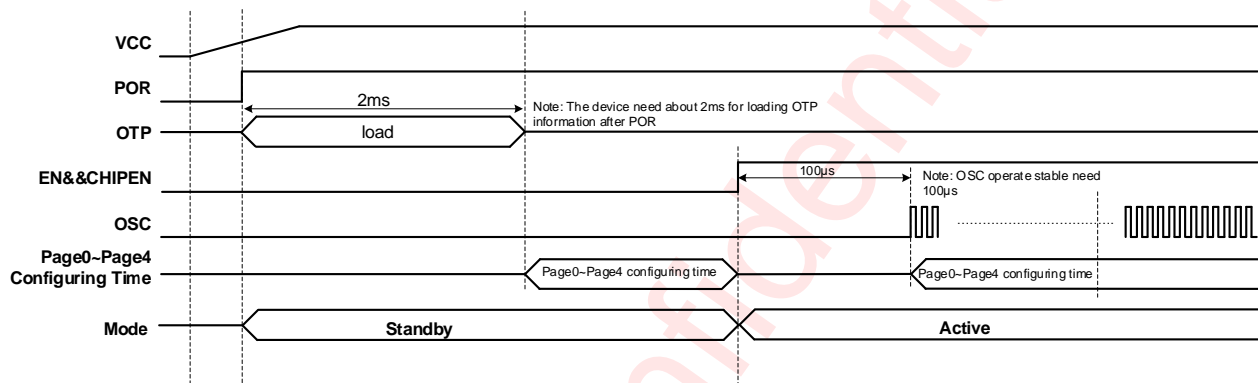 VCC
POR
2ms
Note: The device need about 2ms for loading OTP
information after POR
OTP
load
EN&&CHIPEN
100μs
Note: OSC operate stable need
100μs
OSC
Page0~Page4
Configuring Time
Page0~Page4 configuring time
Page0~Page4 configuring time
Mode
Standby
Active